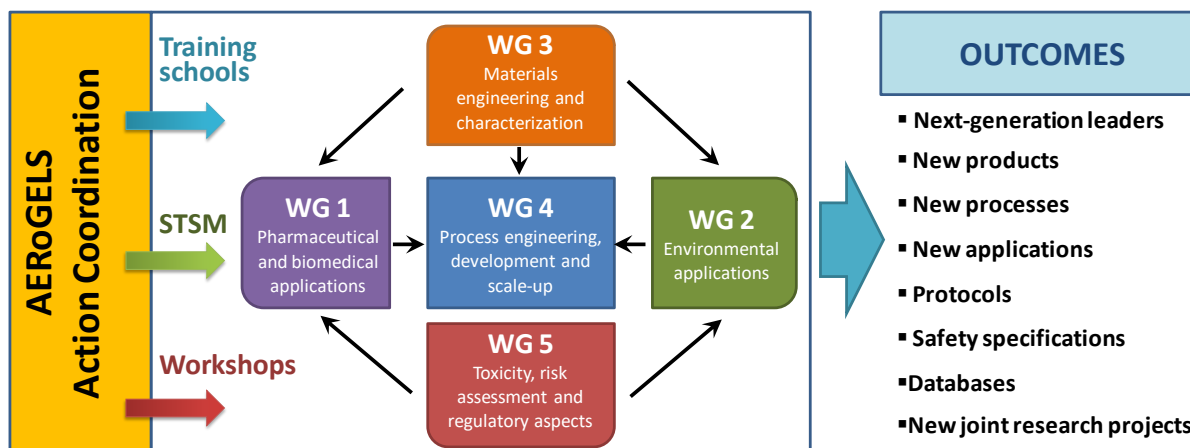 AERoGELS
Action Coordination
Training
schools
STSM
Workshops
WG 3
Materials
engineering and
characterization
WG 1
Pharmaceutical
and biomedical
applications
WG 4
Process engineering,
development and
scale-up
WG 2
Environmental
applications
WG 5
Toxicity, risk
assessment and
regulatory aspects
OUTCOMES
▪ Next-generation leaders
▪ New products
▪ New processes
▪ New applications
▪ Protocols
▪ Safety specifications
▪Databases
▪New joint research projects